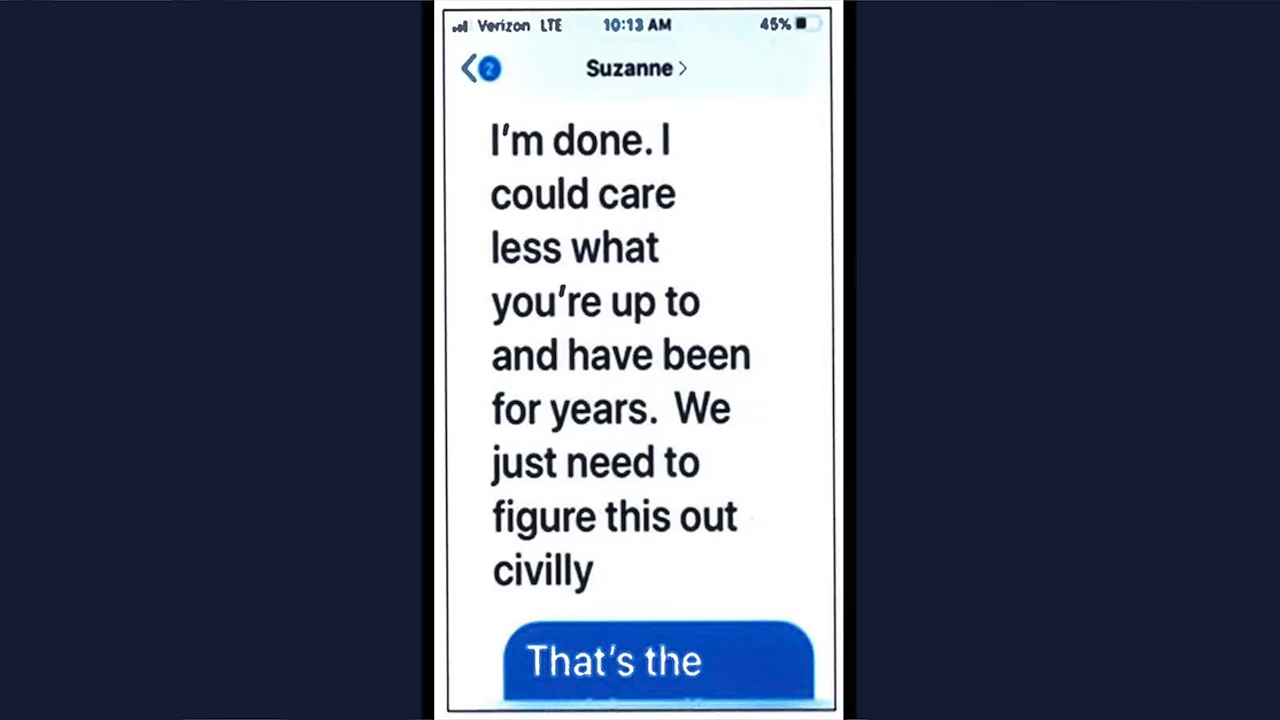 Verizon LTE 10:13 AM 45%
2 Suzanne
I'm done. I
could care
less what
you're up to
and have been
for years. We
just need to
figure this out
civilly
That's the